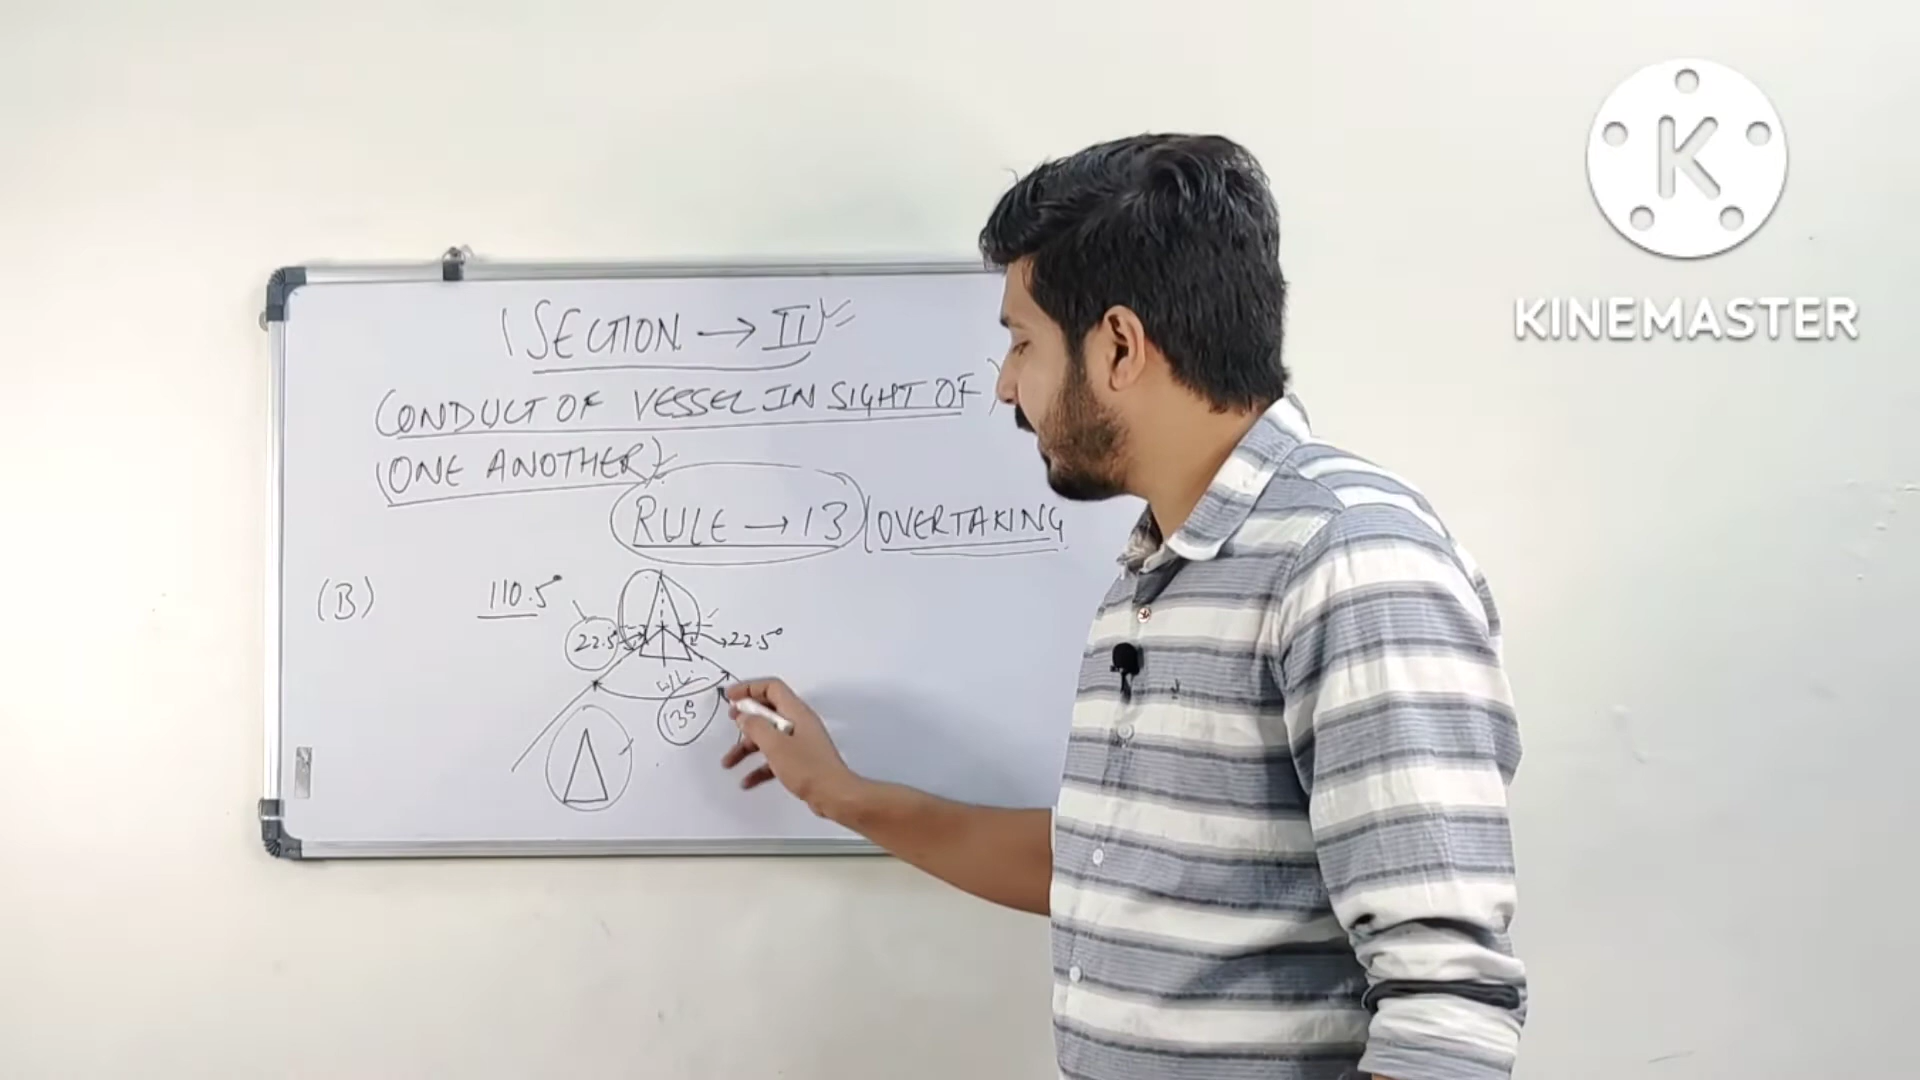 (SECTION → II)
CONDUCT OF VESSEL IN SIGHT OF
(ONE ANOTHER)
RULE → 13 (OVERTAKING
(B) 110.5°
22.5° 22.5°
W/L
135°
K
KINEMASTER